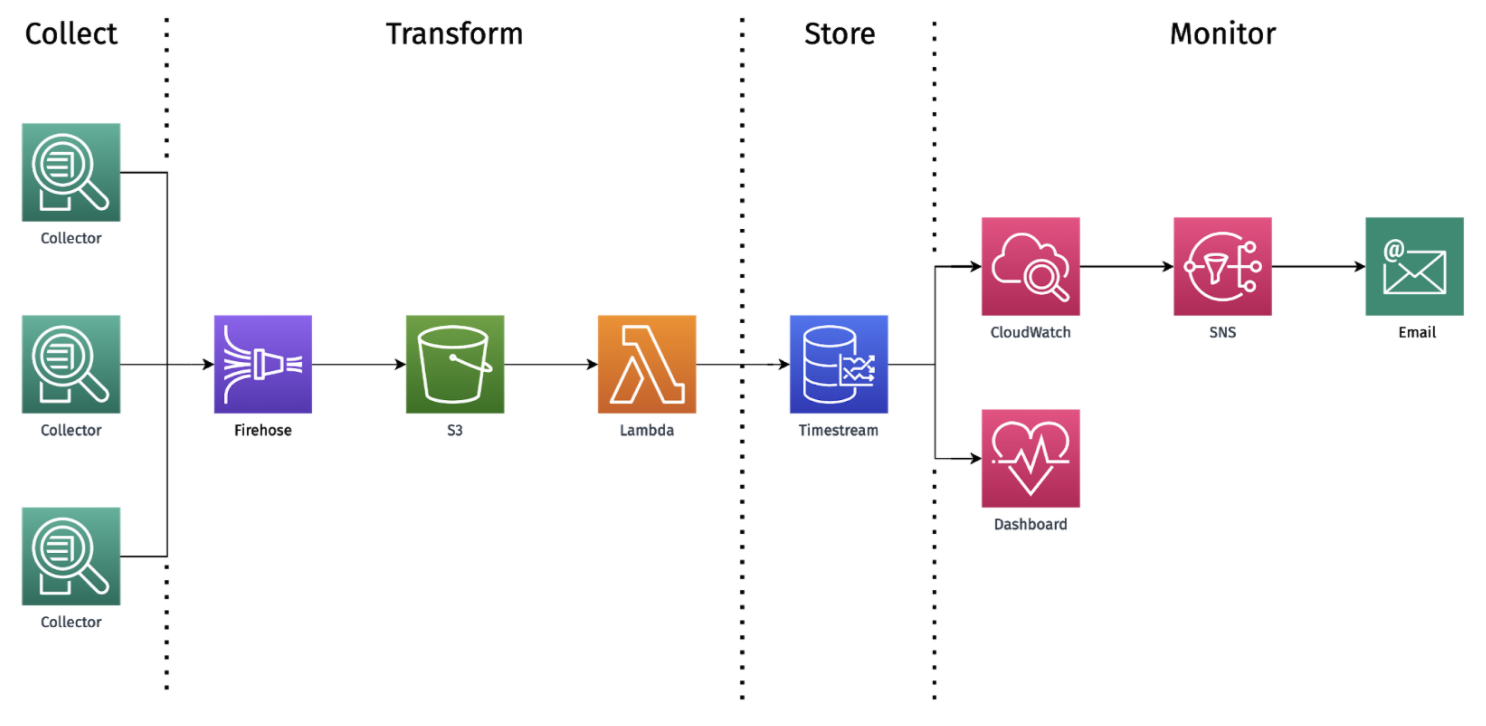 Collect
Transform
Store
Monitor
Collector
Collector
Collector
Firehose
S3
Lambda
Timestream
CloudWatch
SNS
@
Email
Dashboard